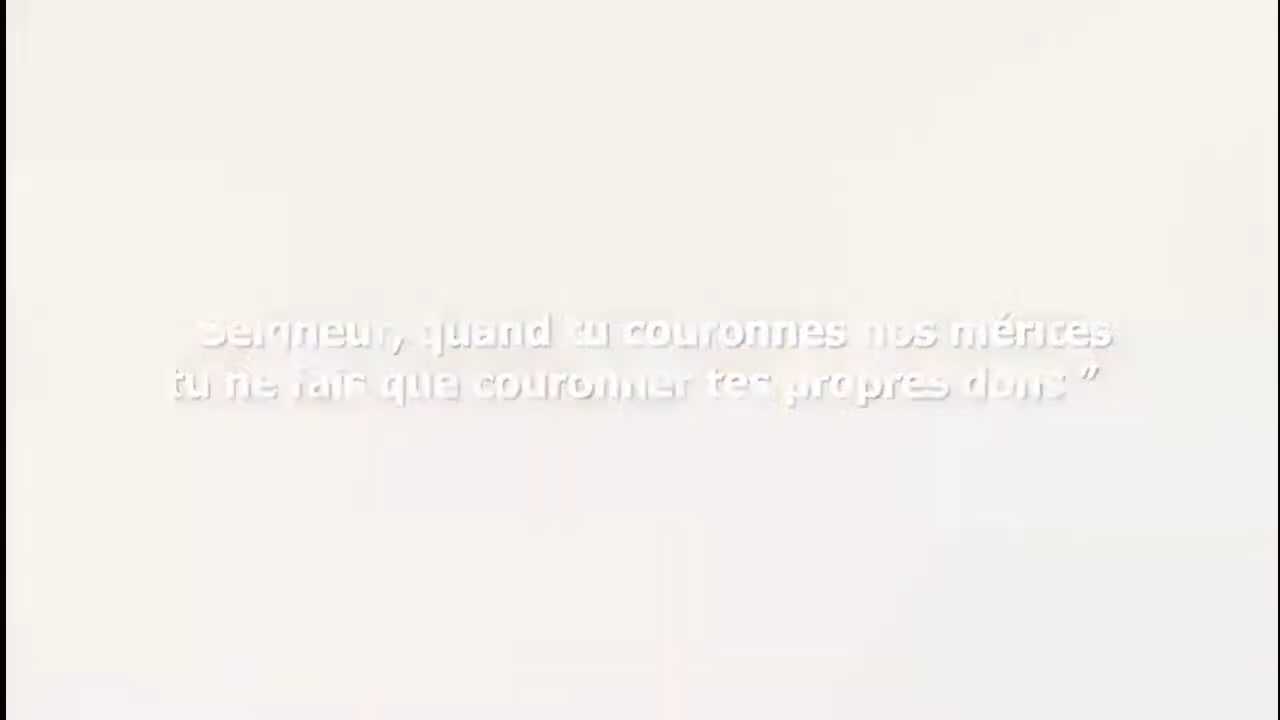 Seigneur, quand tu couronnes nos mérites
tu ne fais que couronner tes propres dons ”